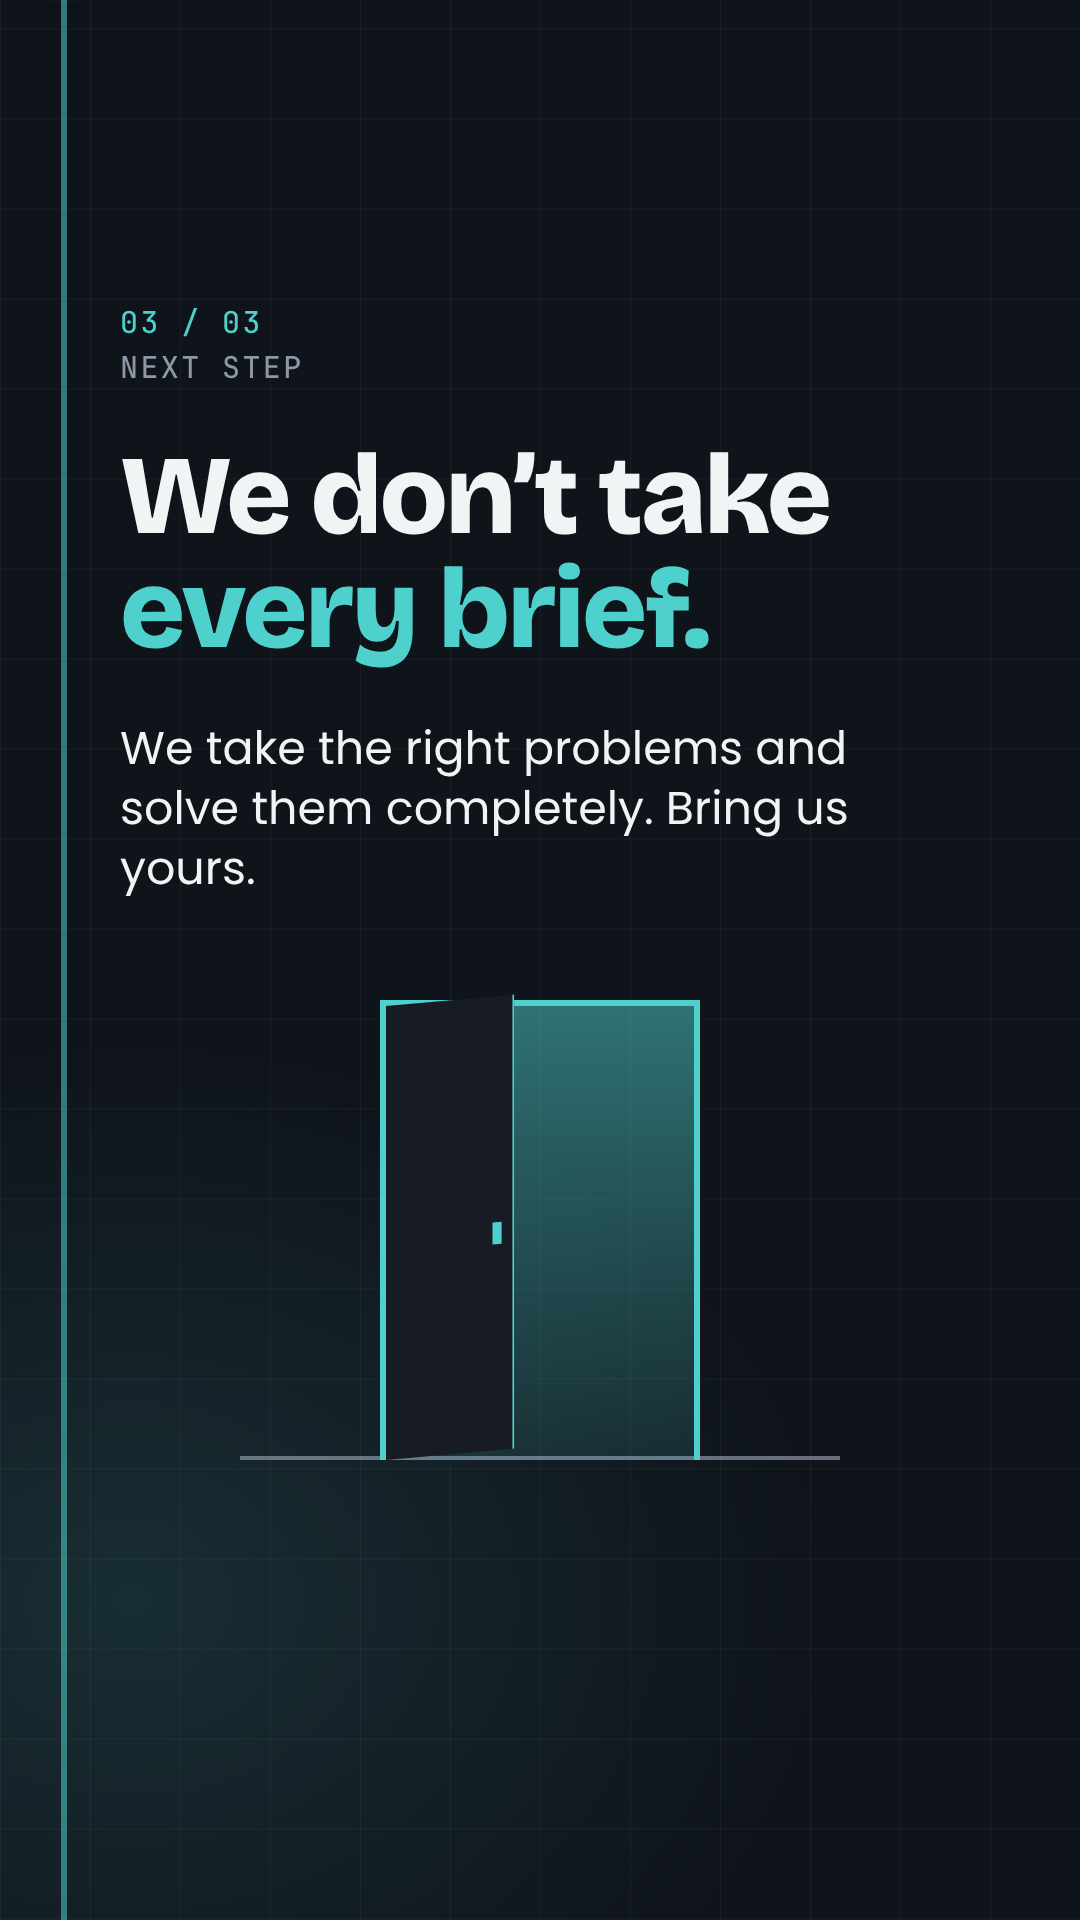 03 / 03
NEXT STEP
We don’t take
every brief.
We take the right problems and
solve them completely. Bring us
yours.